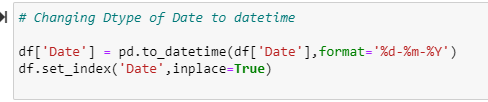 # Changing Dtype of Date to datetime
df['Date'] = pd.to_datetime(df['Date'],format='%d-%m-%Y')
df.set_index('Date',inplace=True)